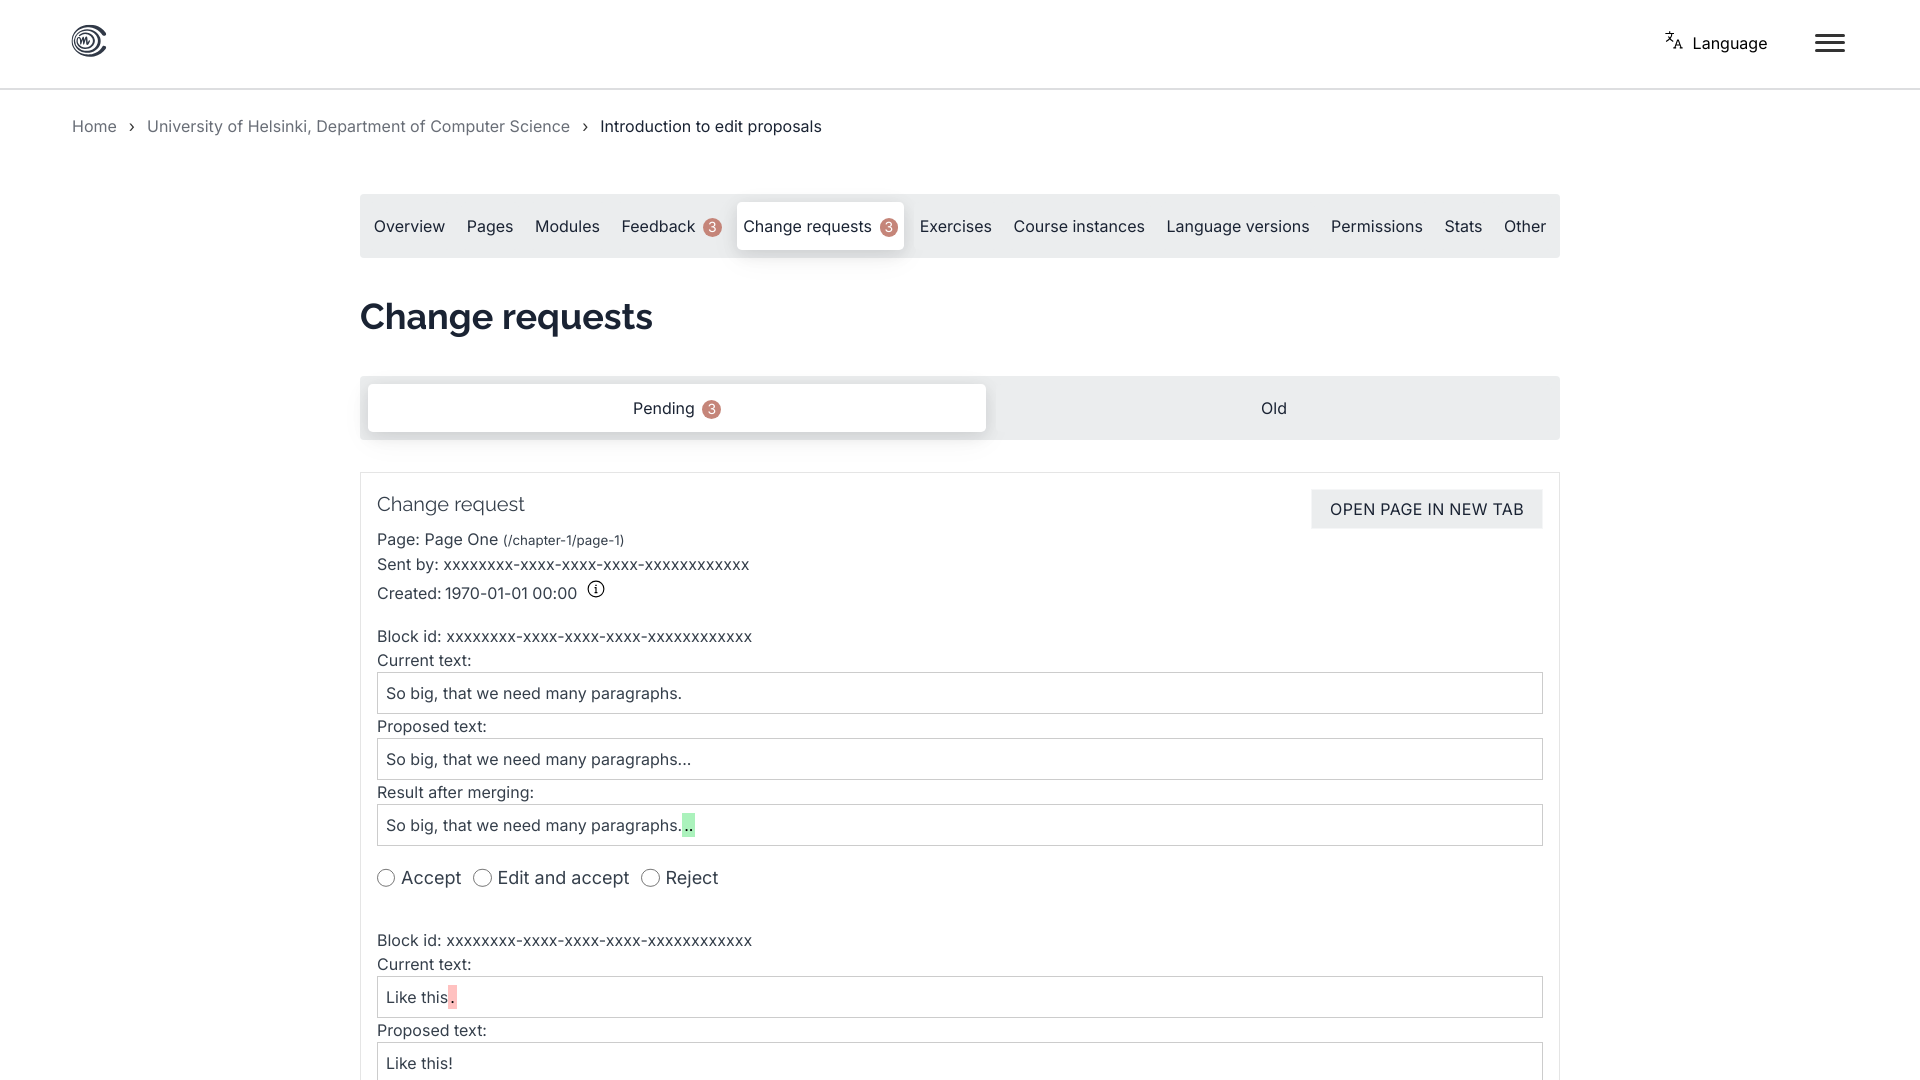 Language
Home › University of Helsinki, Department of Computer Science › Introduction to edit proposals
Overview Pages Modules Feedback 3 Change requests 3 Exercises Course instances Language versions Permissions Stats Other
Change requests
Pending 3 Old
Change request
OPEN PAGE IN NEW TAB
Page: Page One (/chapter-1/page-1)
Sent by: xxxxxxxx-xxxx-xxxx-xxxx-xxxxxxxxxxxx
Created: 1970-01-01 00:00
Block id: xxxxxxxx-xxxx-xxxx-xxxx-xxxxxxxxxxxx
Current text:
So big, that we need many paragraphs.
Proposed text:
So big, that we need many paragraphs...
Result after merging:
So big, that we need many paragraphs...
Accept Edit and accept Reject
Block id: xxxxxxxx-xxxx-xxxx-xxxx-xxxxxxxxxxxx
Current text:
Like this.
Proposed text:
Like this!